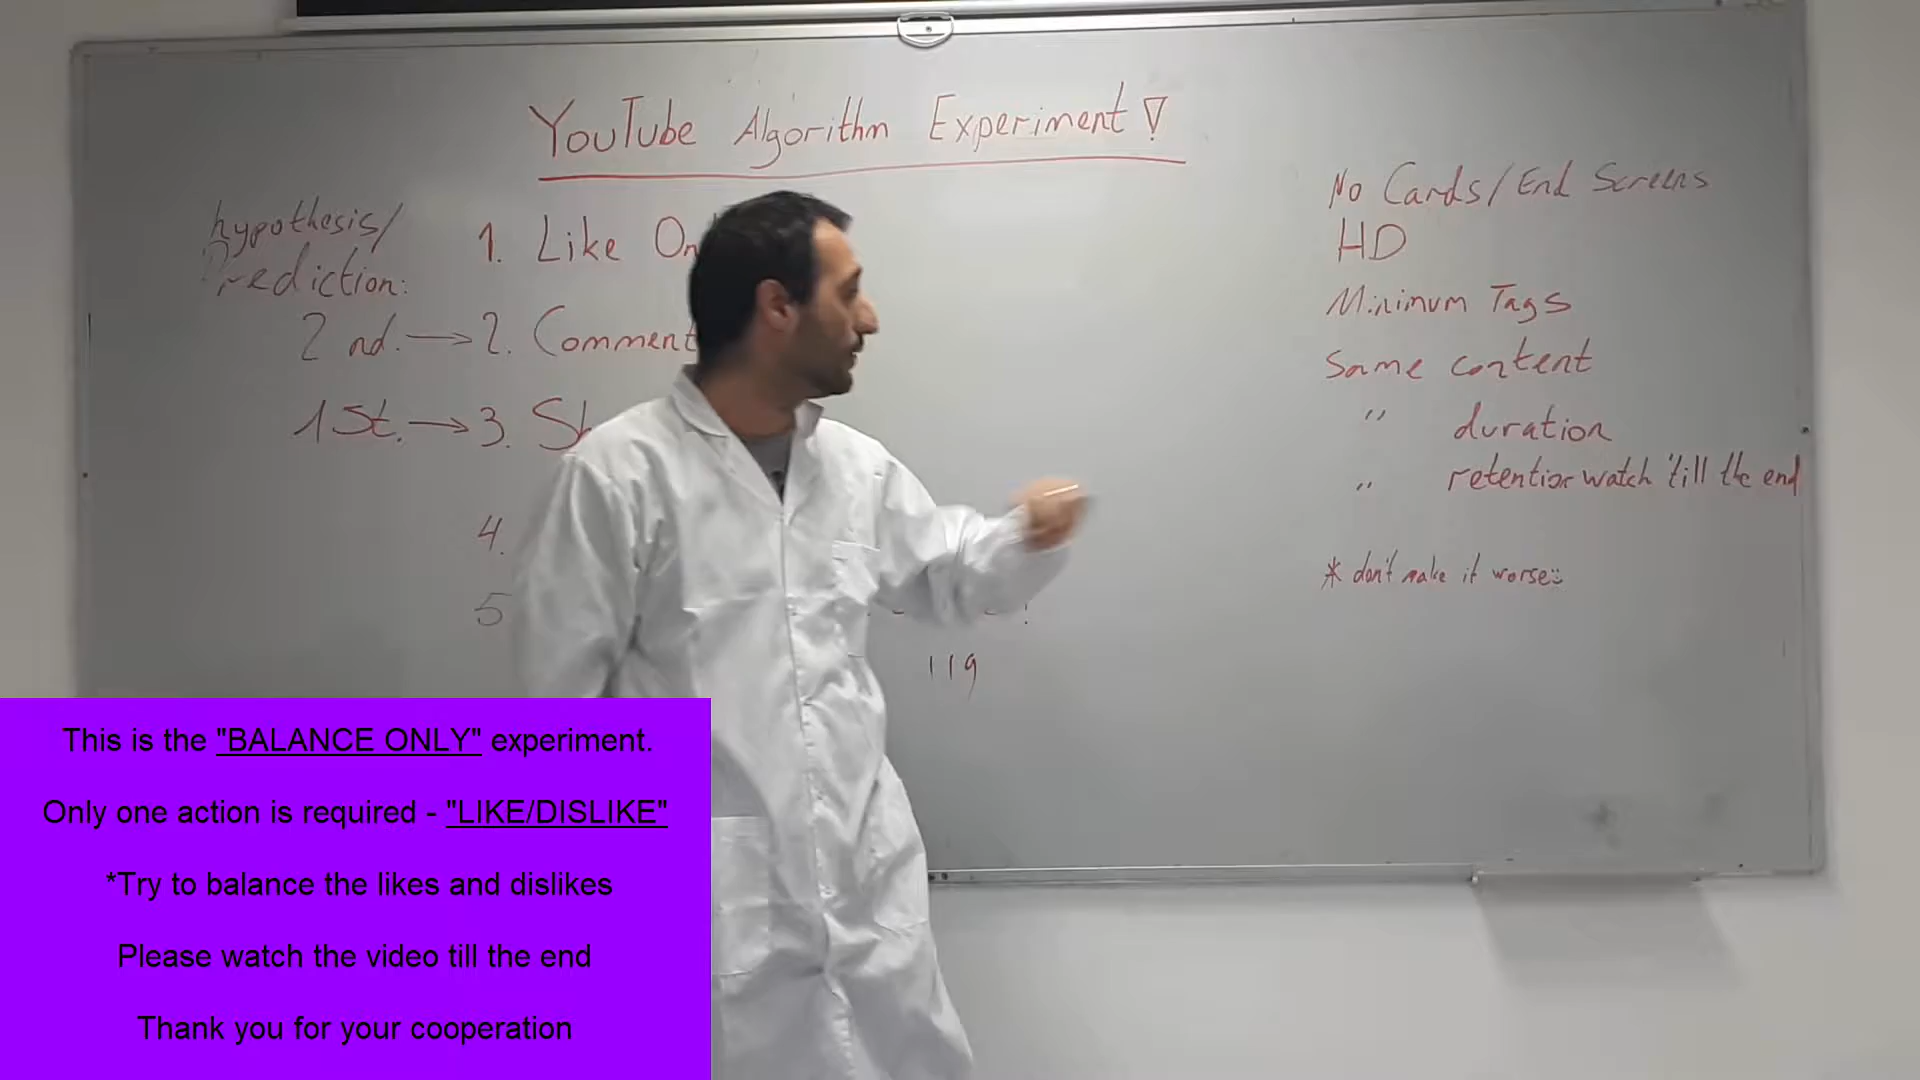 YouTube Algorithm Experiment!
hypothesis/
Prediction:
1. Like
2 nd. → 2. Comment
1st. → 3.
4.
5
119
No Cards/End Screens
HD
Minimum Tags
Same content
" duration
" retention watch 'till the end
* don't make it worse
This is the "BALANCE ONLY" experiment.
Only one action is required - "LIKE/DISLIKE"
*Try to balance the likes and dislikes
Please watch the video till the end
Thank you for your cooperation